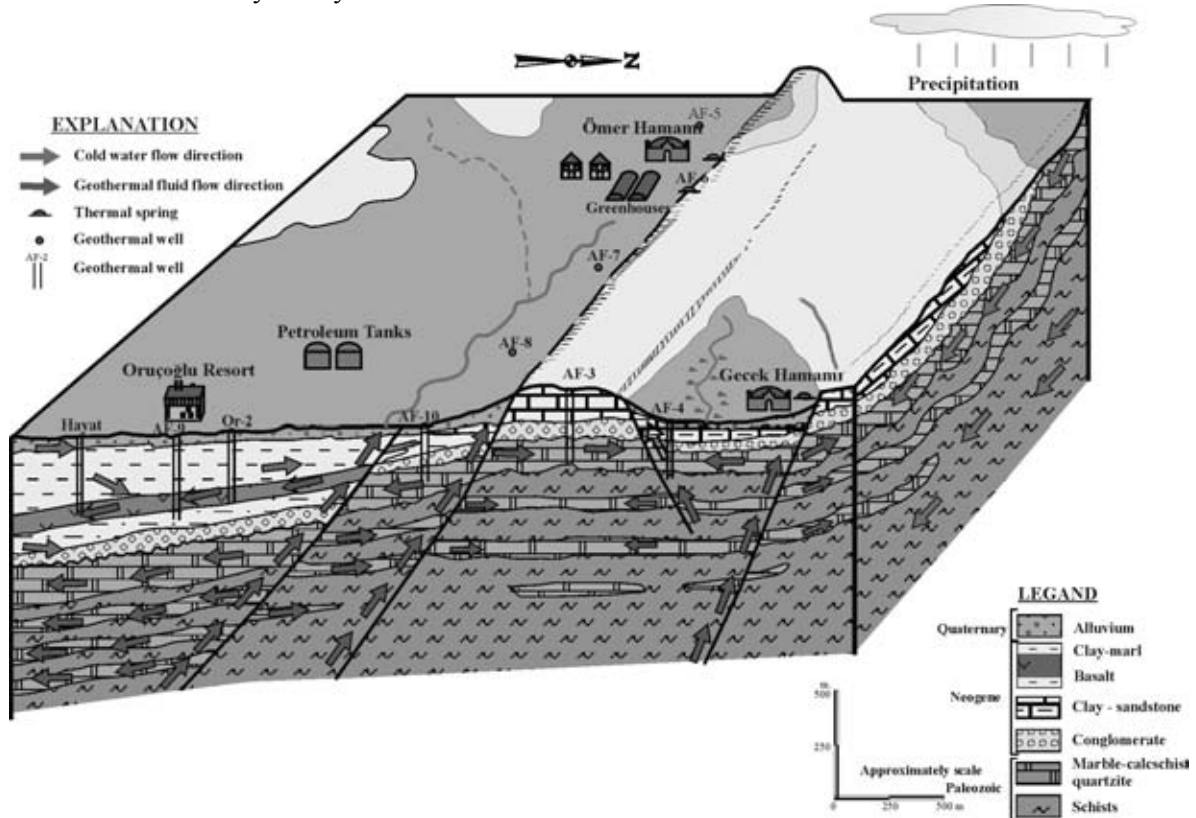 N
Precipitation
EXPLANATION
Cold water flow direction
Geothermal fluid flow direction
Thermal spring
Geothermal well
AF-2
Geothermal well
AF-5
Ömer Hamamı
AF-
Greenhouses
AF-7
AF-8
Petroleum Tanks
Oruçoğlu Resort
AF-3
Gecek Hamamı
Hayat
AF-9
Or-2
AF-10
AF-4
LEGAND
Quaternary
Alluvium
Clay-marl
Basalt
Neogene
Clay - sandstone
Conglomerate
Paleozoic
Marble-calcschist
quartzite
Schists
m.
500
250
Approximately scale
0 250 500 m